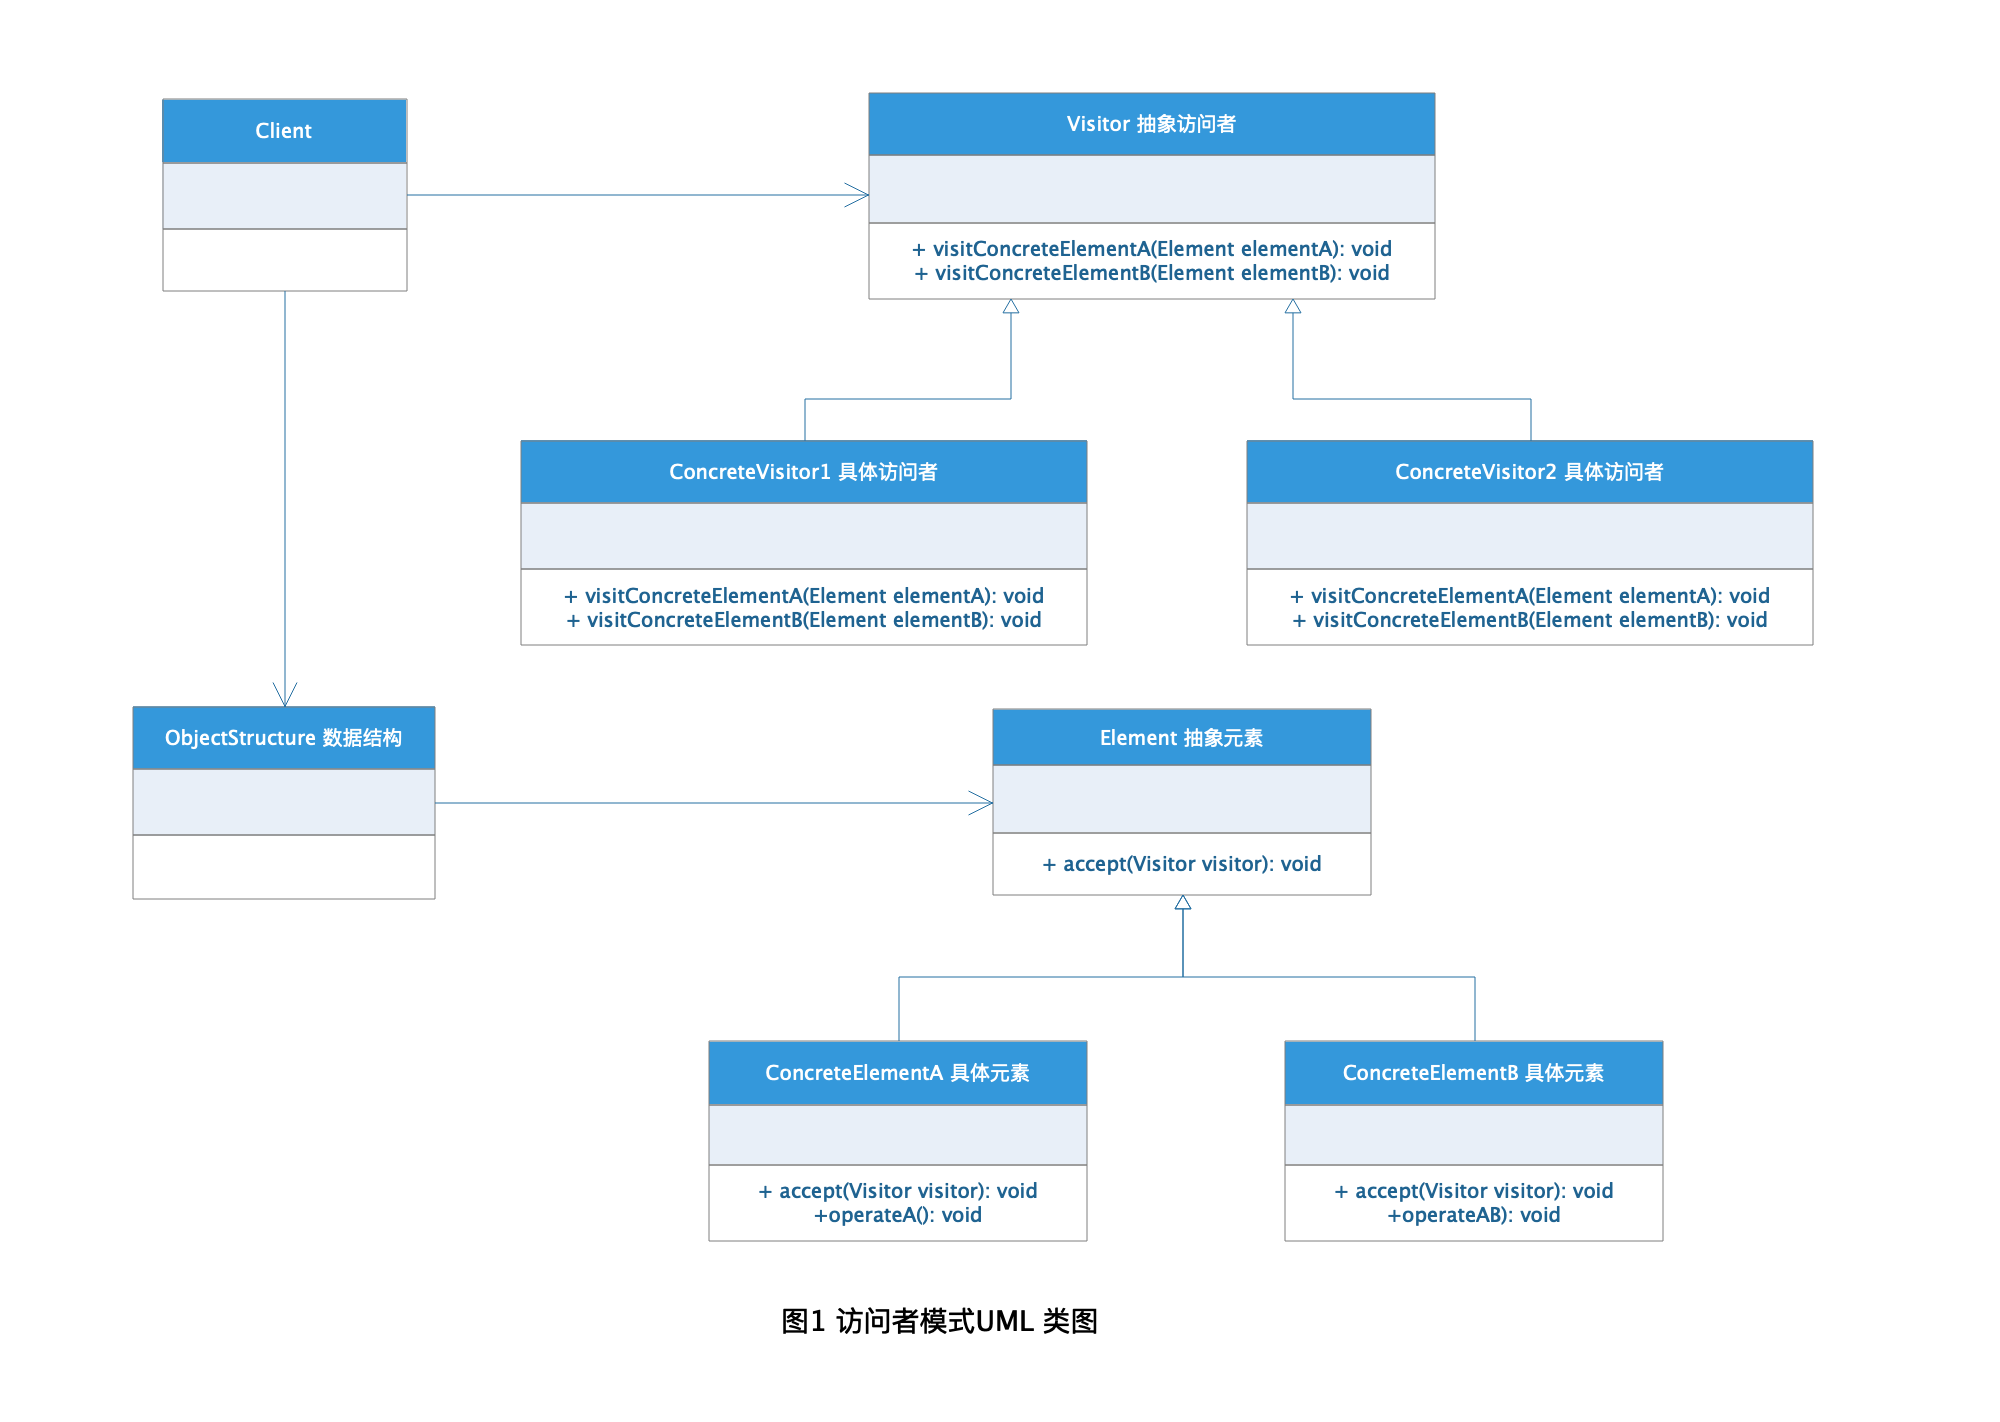 Client
Visitor 抽象访问者
+ visitConcreteElementA(Element elementA): void
+ visitConcreteElementB(Element elementB): void
ConcreteVisitor1 具体访问者
+ visitConcreteElementA(Element elementA): void
+ visitConcreteElementB(Element elementB): void
ConcreteVisitor2 具体访问者
+ visitConcreteElementA(Element elementA): void
+ visitConcreteElementB(Element elementB): void
ObjectStructure 数据结构
Element 抽象元素
+ accept(Visitor visitor): void
ConcreteElementA 具体元素
+ accept(Visitor visitor): void
+operateA(): void
ConcreteElementB 具体元素
+ accept(Visitor visitor): void
+operateAB): void
图1 访问者模式UML 类图